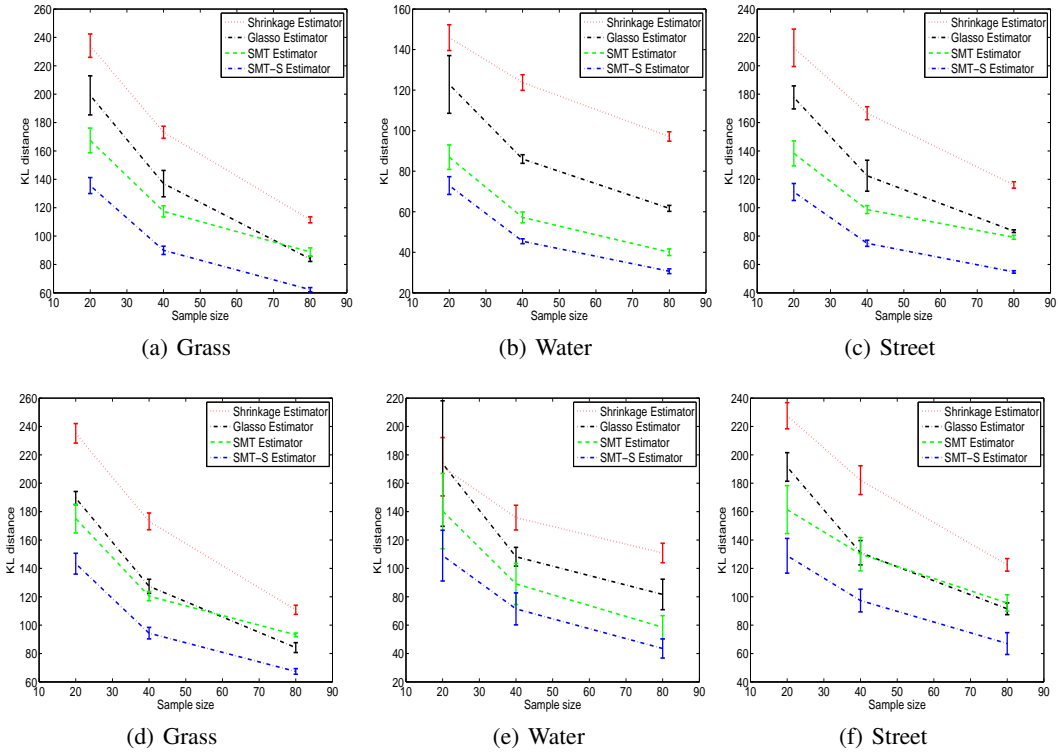 260
240
220
200
180
160
140
120
100
80
60
KL distance
10 20 30 40 50 60 70 80 90
Sample size
Shrinkage Estimator
Glasso Estimator
SMT Estimator
SMT-S Estimator
(a) Grass
160
140
120
100
80
60
40
20
KL distance
10 20 30 40 50 60 70 80 90
Sample size
Shrinkage Estimator
Glasso Estimator
SMT Estimator
SMT-S Estimator
(b) Water
240
220
200
180
160
140
120
100
80
60
40
KL distance
10 20 30 40 50 60 70 80 90
Sample size
Shrinkage Estimator
Glasso Estimator
SMT Estimator
SMT-S Estimator
(c) Street
260
240
220
200
180
160
140
120
100
80
60
KL distance
10 20 30 40 50 60 70 80 90
Sample size
Shrinkage Estimator
Glasso Estimator
SMT Estimator
SMT-S Estimator
(d) Grass
220
200
180
160
140
120
100
80
60
40
20
KL distance
10 20 30 40 50 60 70 80 90
Sample size
Shrinkage Estimator
Glasso Estimator
SMT Estimator
SMT-S Estimator
(e) Water
240
220
200
180
160
140
120
100
80
60
40
KL distance
10 20 30 40 50 60 70 80 90
Sample size
Shrinkage Estimator
Glasso Estimator
SMT Estimator
SMT-S Estimator
(f) Street